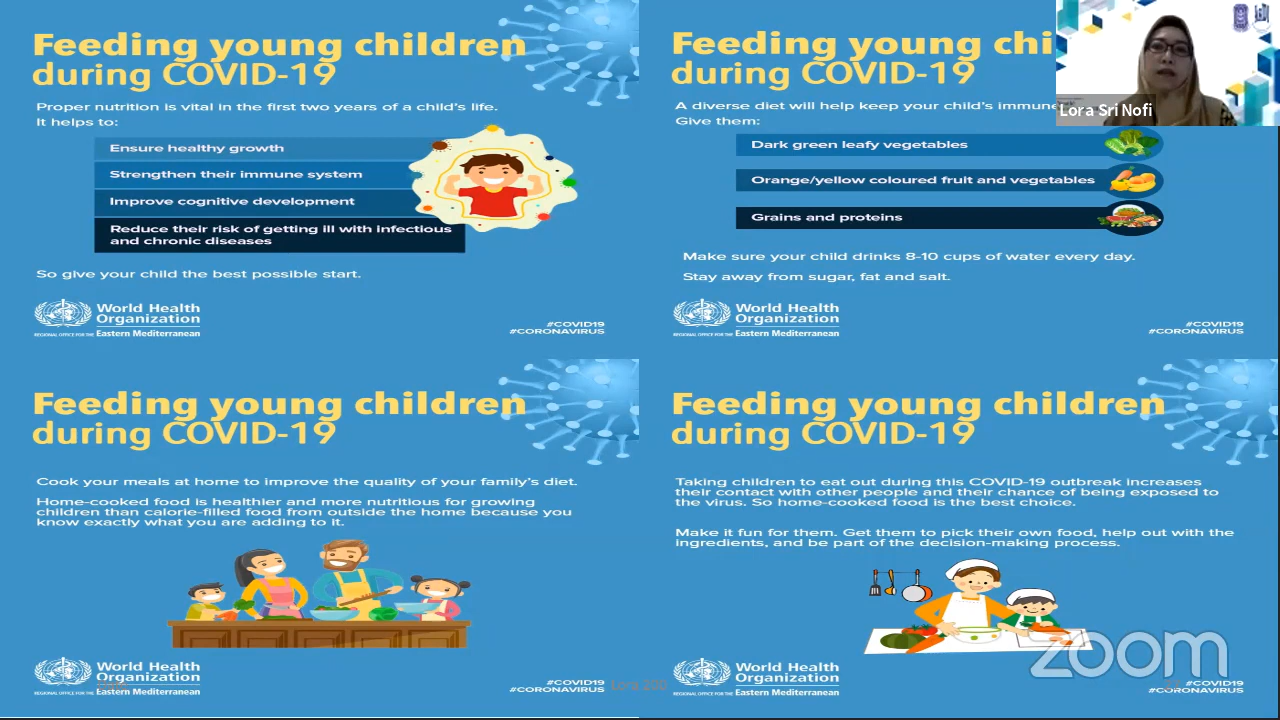 Feeding young children
during COVID-19
Proper nutrition is vital in the first two years of a child's life.
It helps to:
Ensure healthy growth
Strengthen their immune system
Improve cognitive development
Reduce their risk of getting ill with infectious
and chronic diseases
So give your child the best possible start.
World Health
Organization
REGIONAL OFFICE FOR THE Eastern Mediterranean
#COVID19
#CORONAVIRUS
Feeding young chi
during COVID-19
A diverse diet will help keep your child's immune
Give them:
Dark green leafy vegetables
Orange/yellow coloured fruit and vegetables
Grains and proteins
Make sure your child drinks 8-10 cups of water every day.
Stay away from sugar, fat and salt.
World Health
Organization
REGIONAL OFFICE FOR THE Eastern Mediterranean
#COVID19
#CORONAVIRUS
Lora Sri Nofi
Feeding young children
during COVID-19
Cook your meals at home to improve the quality of your family's diet.
Home-cooked food is healthier and more nutritious for growing
children than calorie-filled food from outside the home because you
know exactly what you are adding to it.
World Health
Organization
REGIONAL OFFICE FOR THE Eastern Mediterranean
#COVID19
#CORONAVIRUS
Feeding young children
during COVID-19
Taking children to eat out during this COVID-19 outbreak increases
their contact with other people and their chance of being exposed to
the virus. So home-cooked food is the best choice.
Make it fun for them. Get them to pick their own food, help out with the
ingredients, and be part of the decision-making process.
World Health
Organization
REGIONAL OFFICE FOR THE Eastern Mediterranean
#COVID19
#CORONAVIRUS
Lora 200
zoom